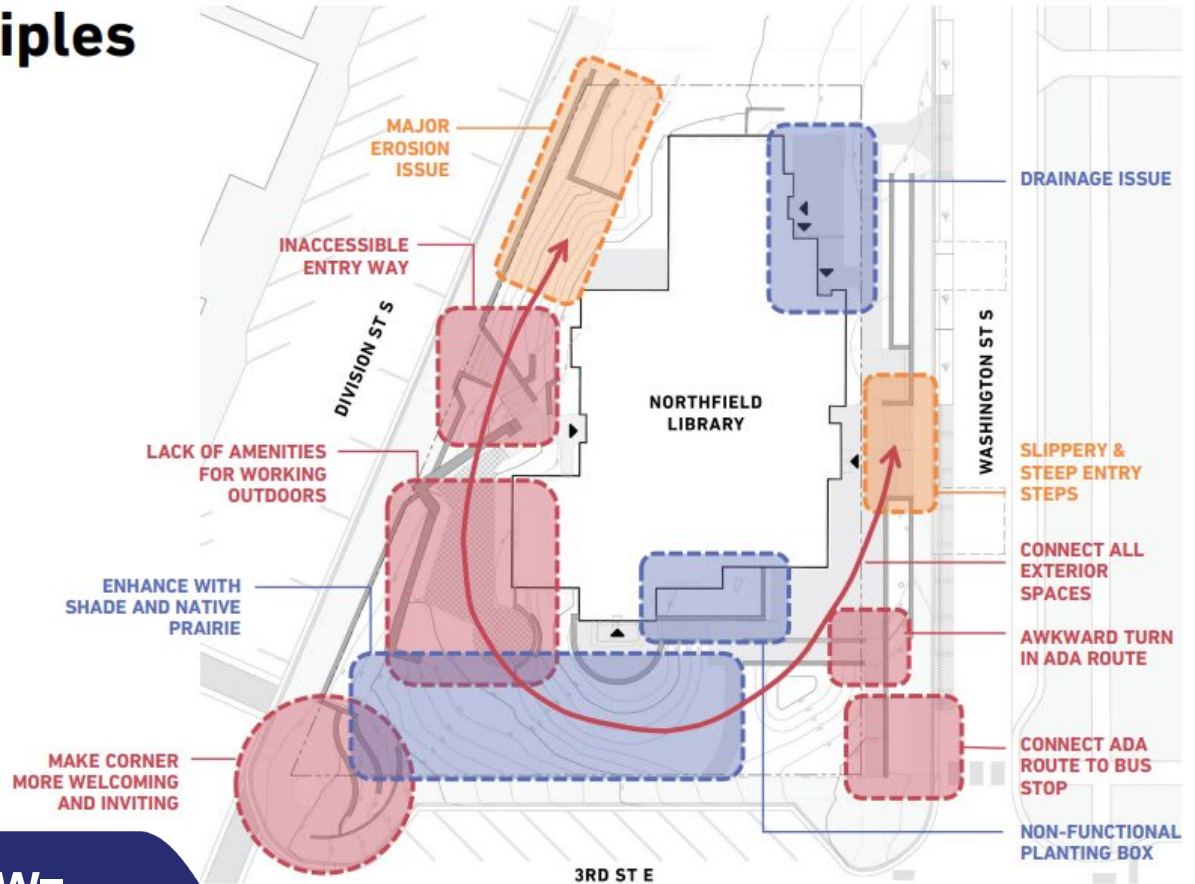 iples
MAJOR
EROSION
ISSUE
INACCESSIBLE
ENTRY WAY
DIVISION ST S
LACK OF AMENITIES
FOR WORKING
OUTDOORS
ENHANCE WITH
SHADE AND NATIVE
PRAIRIE
MAKE CORNER
MORE WELCOMING
AND INVITING
NORTHFIELD
LIBRARY
3RD ST E
WASHINGTON ST S
DRAINAGE ISSUE
SLIPPERY &
STEEP ENTRY
STEPS
CONNECT ALL
EXTERIOR
SPACES
AWKWARD TURN
IN ADA ROUTE
CONNECT ADA
ROUTE TO BUS
STOP
NON-FUNCTIONAL
PLANTING BOX